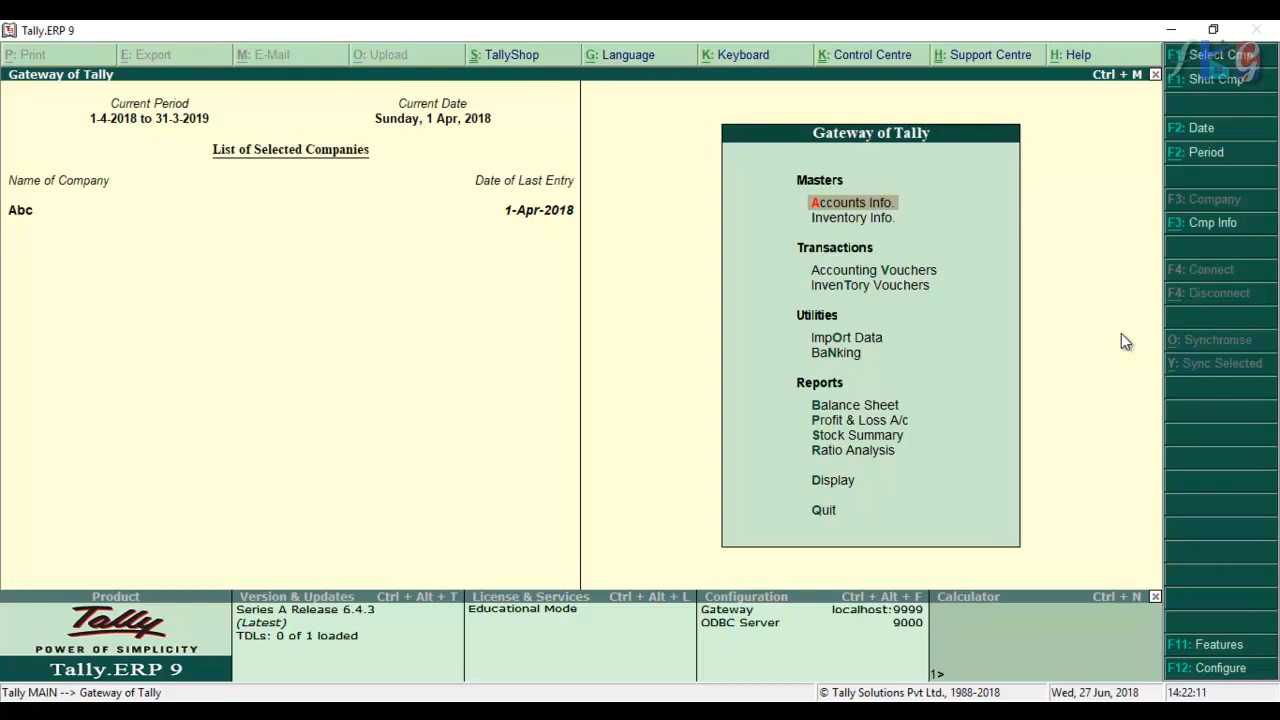 Tally.ERP 9
P: Print E: Export M: E-Mail O: Upload S: TallyShop G: Language K: Keyboard K: Control Centre H: Support Centre H: Help
F1: Select Cmp
F1: Shut Cmp
Gateway of Tally Ctrl + M
Current Period Current Date
1-4-2018 to 31-3-2019 Sunday, 1 Apr, 2018
List of Selected Companies
Name of Company Date of Last Entry
Abc 1-Apr-2018
Gateway of Tally
Masters
Accounts Info.
Inventory Info.
Transactions
Accounting Vouchers
InvenTory Vouchers
Utilities
ImpOrt Data
BaNking
Reports
Balance Sheet
Profit & Loss A/c
Stock Summary
Ratio Analysis
Display
Quit
F2: Date
F2: Period
F3: Company
F3: Cmp Info
F4: Connect
F4: Disconnect
O: Synchronise
Y: Sync Selected
F11: Features
F12: Configure
Product
Tally
POWER OF SIMPLICITY
Tally.ERP 9
Version & Updates Ctrl + Alt + T
Series A Release 6.4.3
(Latest)
TDLs: 0 of 1 loaded
License & Services Ctrl + Alt + L
Educational Mode
Configuration Ctrl + Alt + F
Gateway localhost:9999
ODBC Server 9000
Calculator Ctrl + N
1>
Tally MAIN --> Gateway of Tally © Tally Solutions Pvt Ltd., 1988-2018 Wed, 27 Jun, 2018 14:22:11